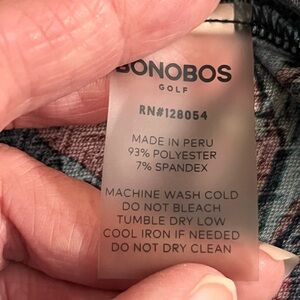 BONOBOS
GOLF
RN#128054
MADE IN PERU
93% POLYESTER
7% SPANDEX
MACHINE WASH COLD
DO NOT BLEACH
TUMBLE DRY LOW
COOL IRON IF NEEDED
DO NOT DRY CLEAN